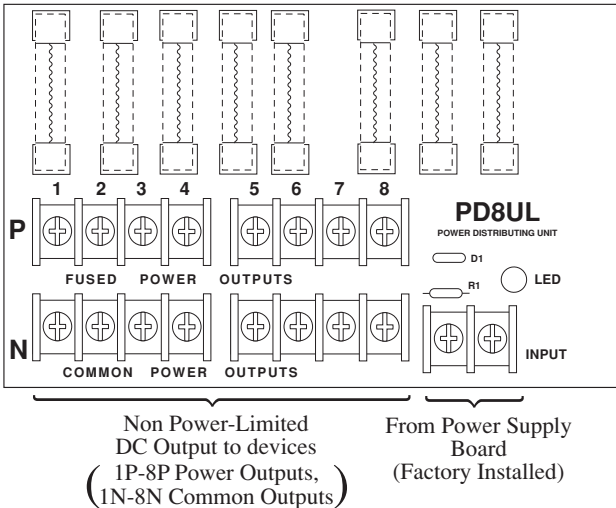 1 2 3 4 5 6 7 8
P
PD8UL
POWER DISTRIBUTING UNIT
D1
FUSED POWER OUTPUTS
LED
R1
N
INPUT
COMMON POWER OUTPUTS
Non Power-Limited
DC Output to devices
(1P-8P Power Outputs,
1N-8N Common Outputs)
From Power Supply
Board
(Factory Installed)